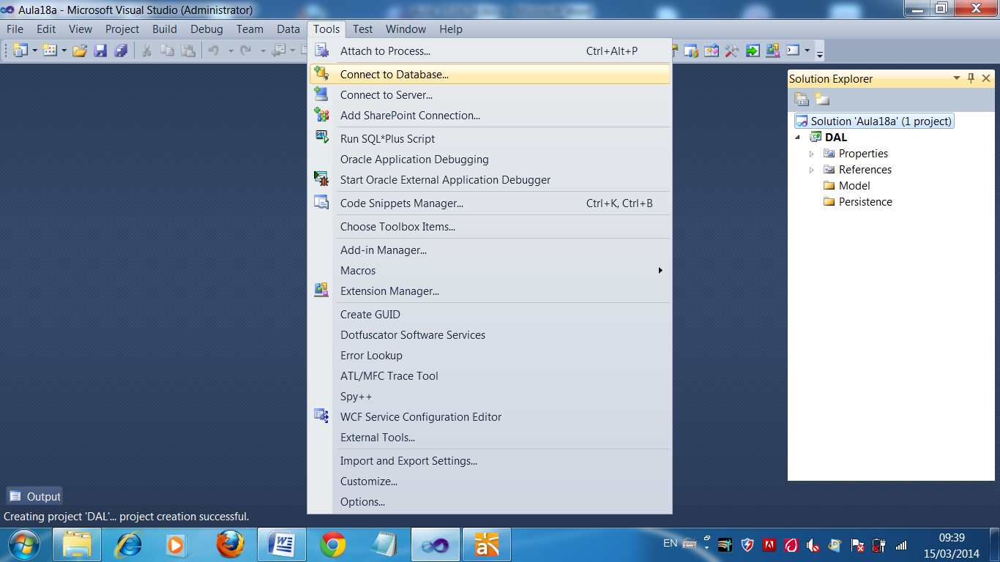 Aula18a - Microsoft Visual Studio (Administrator)
File Edit View Project Build Debug Team Data Tools Test Window Help
Attach to Process... Ctrl+Alt+P
Connect to Database...
Connect to Server...
Add SharePoint Connection...
Run SQL*Plus Script
Oracle Application Debugging
Start Oracle External Application Debugger
Code Snippets Manager... Ctrl+K, Ctrl+B
Choose Toolbox Items...
Add-in Manager...
Macros
Extension Manager...
Create GUID
Dotfuscator Software Services
Error Lookup
ATL/MFC Trace Tool
Spy++
WCF Service Configuration Editor
External Tools...
Import and Export Settings...
Customize...
Options...
Solution Explorer
Solution 'Aula18a' (1 project)
DAL
Properties
References
Model
Persistence
Output
Creating project 'DAL'... project creation successful.
EN
09:39
15/03/2014